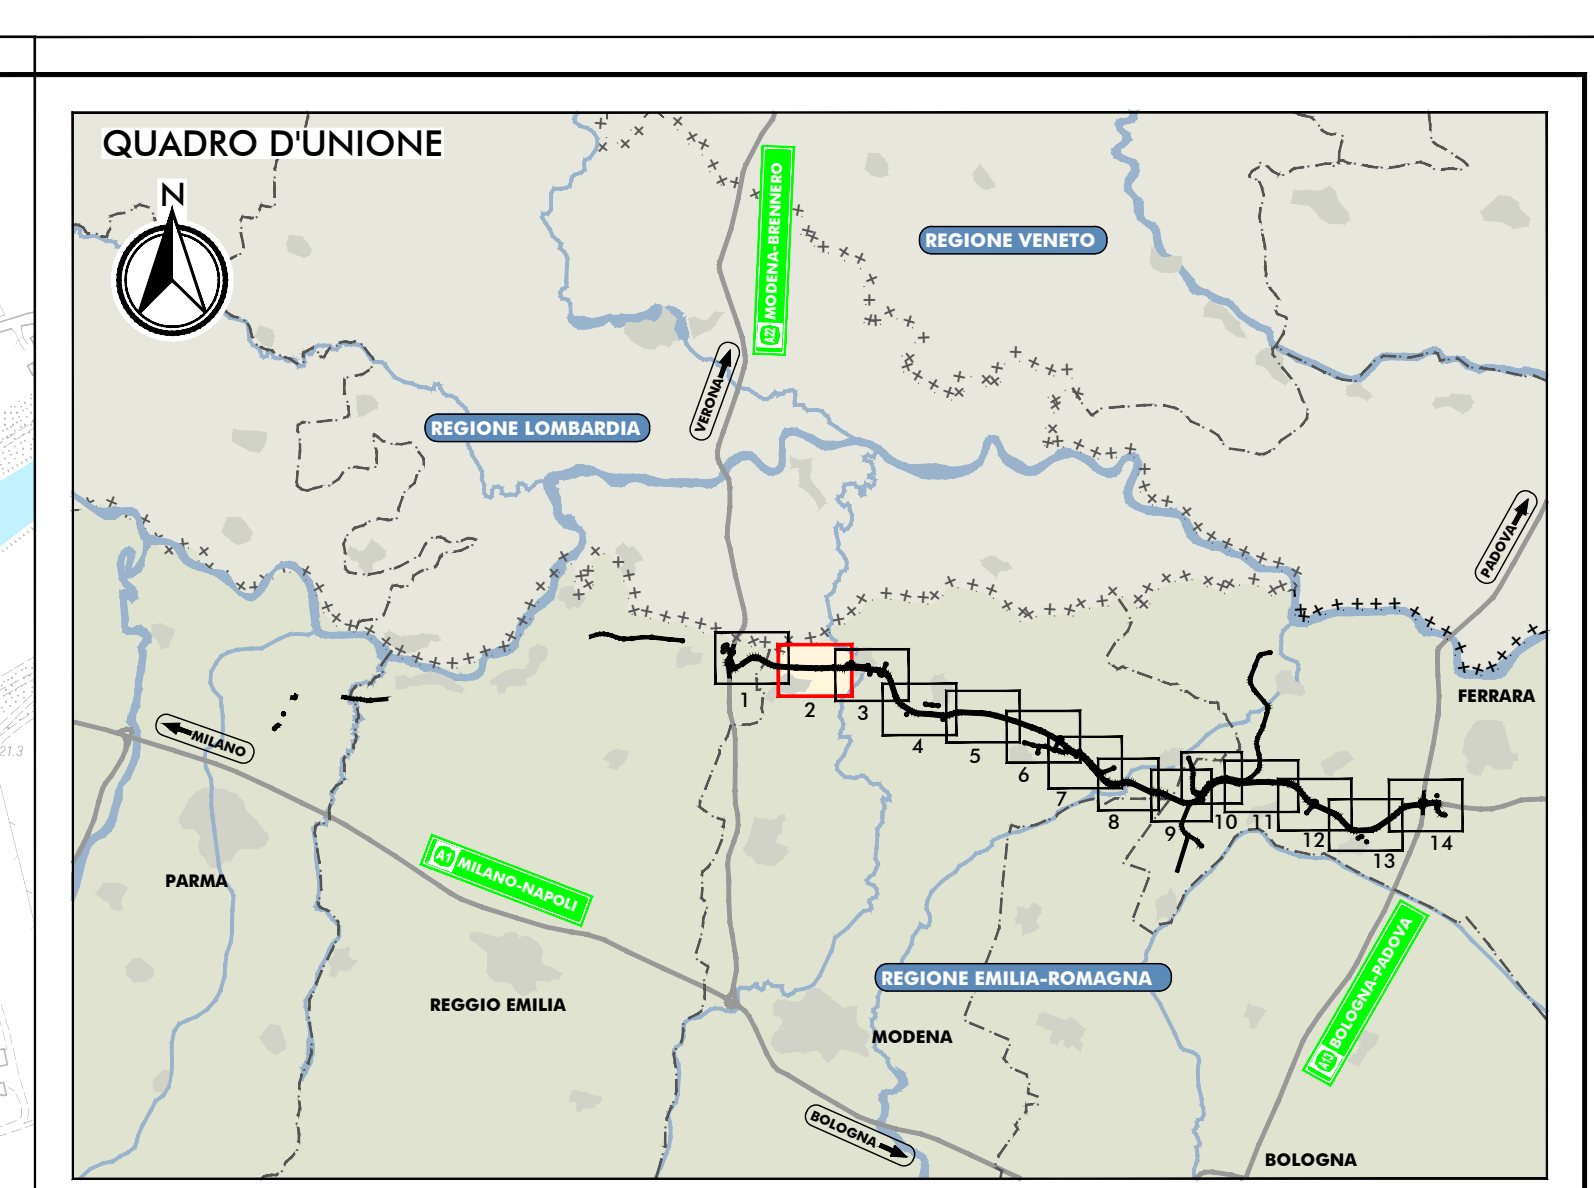 QUADRO D'UNIONE
N
A22 MODENA-BRENNERO
REGIONE VENETO
VERONA
REGIONE LOMBARDIA
PADOVA
FERRARA
1
2
3
4
5
6
7
8
9
10
11
12
13
14
MILANO
21.3
PARMA
A1 MILANO-NAPOLI
REGGIO EMILIA
REGIONE EMILIA-ROMAGNA
MODENA
A13 BOLOGNA-PADOVA
BOLOGNA
BOLOGNA